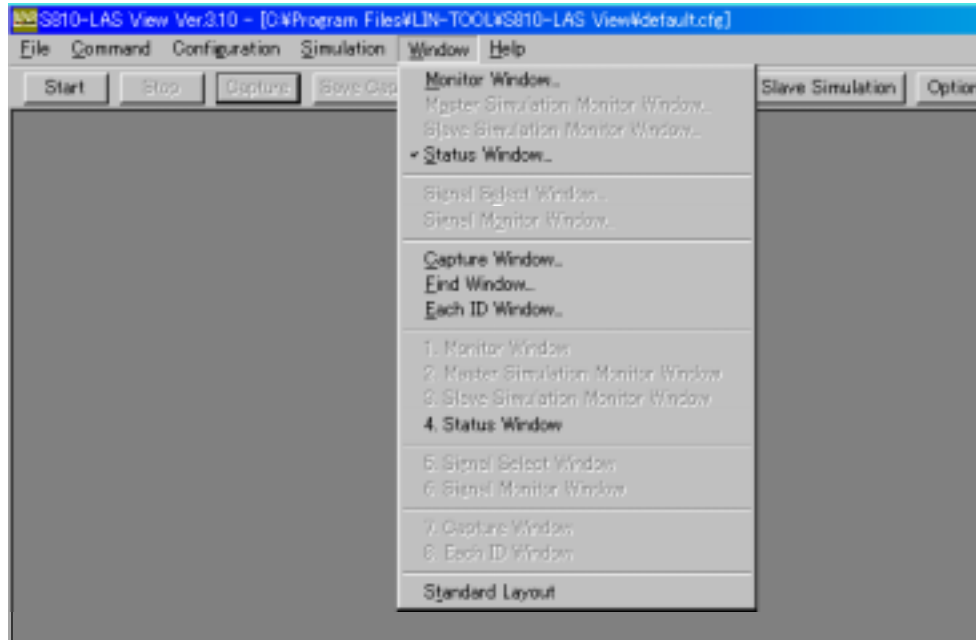 S810-LAS View Ver.3.10 - [C:¥Program Files¥LIN-TOOL¥S810-LAS View¥default.cfg]
File Command Configuration Simulation Window Help
Start Stop Capture Save Cap Slave Simulation Option
Monitor Window...
Master Simulation Monitor Window...
Slave Simulation Monitor Window...
✓ Status Window...
Signal Select Window...
Signal Monitor Window...
Capture Window...
Find Window...
Each ID Window...
1. Monitor Window
2. Master Simulation Monitor Window
3. Slave Simulation Monitor Window
4. Status Window
5. Signal Select Window
6. Signal Monitor Window
7. Capture Window
8. Each ID Window
Standard Layout